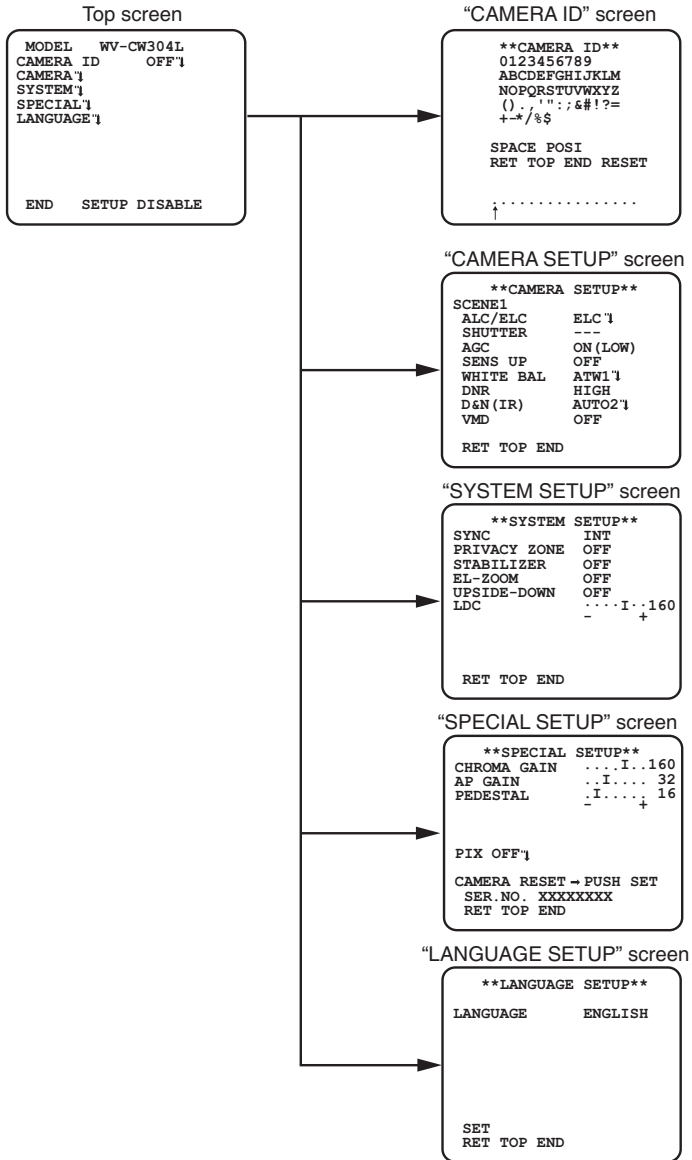 Top screen
MODEL WV-CW304L
CAMERA ID OFF
CAMERA
SYSTEM
SPECIAL
LANGUAGE
END SETUP DISABLE
“CAMERA ID” screen
**CAMERA ID**
0123456789
ABCDEFGHIJKLM
NOPQRSTUVWXYZ
().,'":;&#!?=
+-*/%$
SPACE POSI
RET TOP END RESET
................
↑
“CAMERA SETUP” screen
**CAMERA SETUP**
SCENE1
ALC/ELC ELC
SHUTTER ---
AGC ON(LOW)
SENS UP OFF
WHITE BAL ATW1
DNR HIGH
D&N(IR) AUTO2
VMD OFF
RET TOP END
“SYSTEM SETUP” screen
**SYSTEM SETUP**
SYNC INT
PRIVACY ZONE OFF
STABILIZER OFF
EL-ZOOM OFF
UPSIDE-DOWN OFF
LDC ....I..160
- +
RET TOP END
“SPECIAL SETUP” screen
**SPECIAL SETUP**
CHROMA GAIN ....I..160
AP GAIN ..I.... 32
PEDESTAL .I..... 16
- +
PIX OFF
CAMERA RESET → PUSH SET
SER.NO. XXXXXXXX
RET TOP END
“LANGUAGE SETUP” screen
**LANGUAGE SETUP**
LANGUAGE ENGLISH
SET
RET TOP END